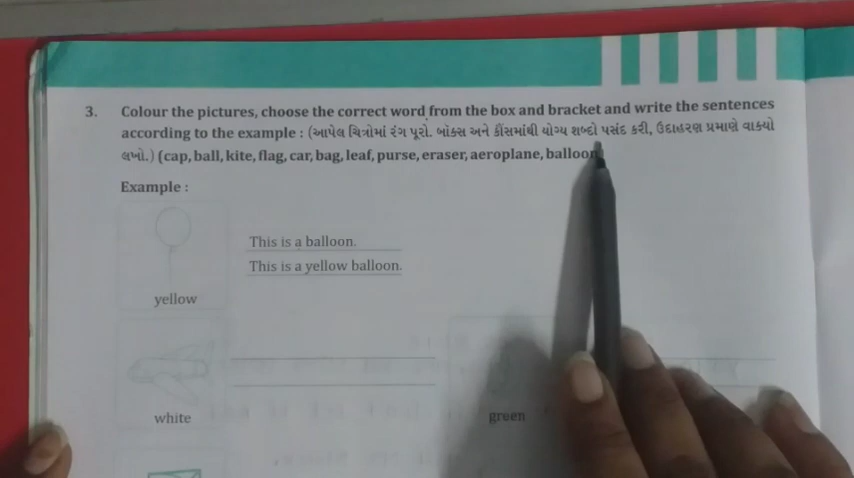 3. Colour the pictures, choose the correct word from the box and bracket and write the sentences
according to the example : (આપેલ ચિત્રોમાં રંગ પૂરો. બૉક્સ અને કૌંસમાંથી યોગ્ય શબ્દો પસંદ કરી, ઉદાહરણ પ્રમાણે વાક્યો
લખો.) (cap, ball, kite, flag, car, bag, leaf, purse, eraser, aeroplane, balloon
Example :
This is a balloon.
This is a yellow balloon.
yellow
white green